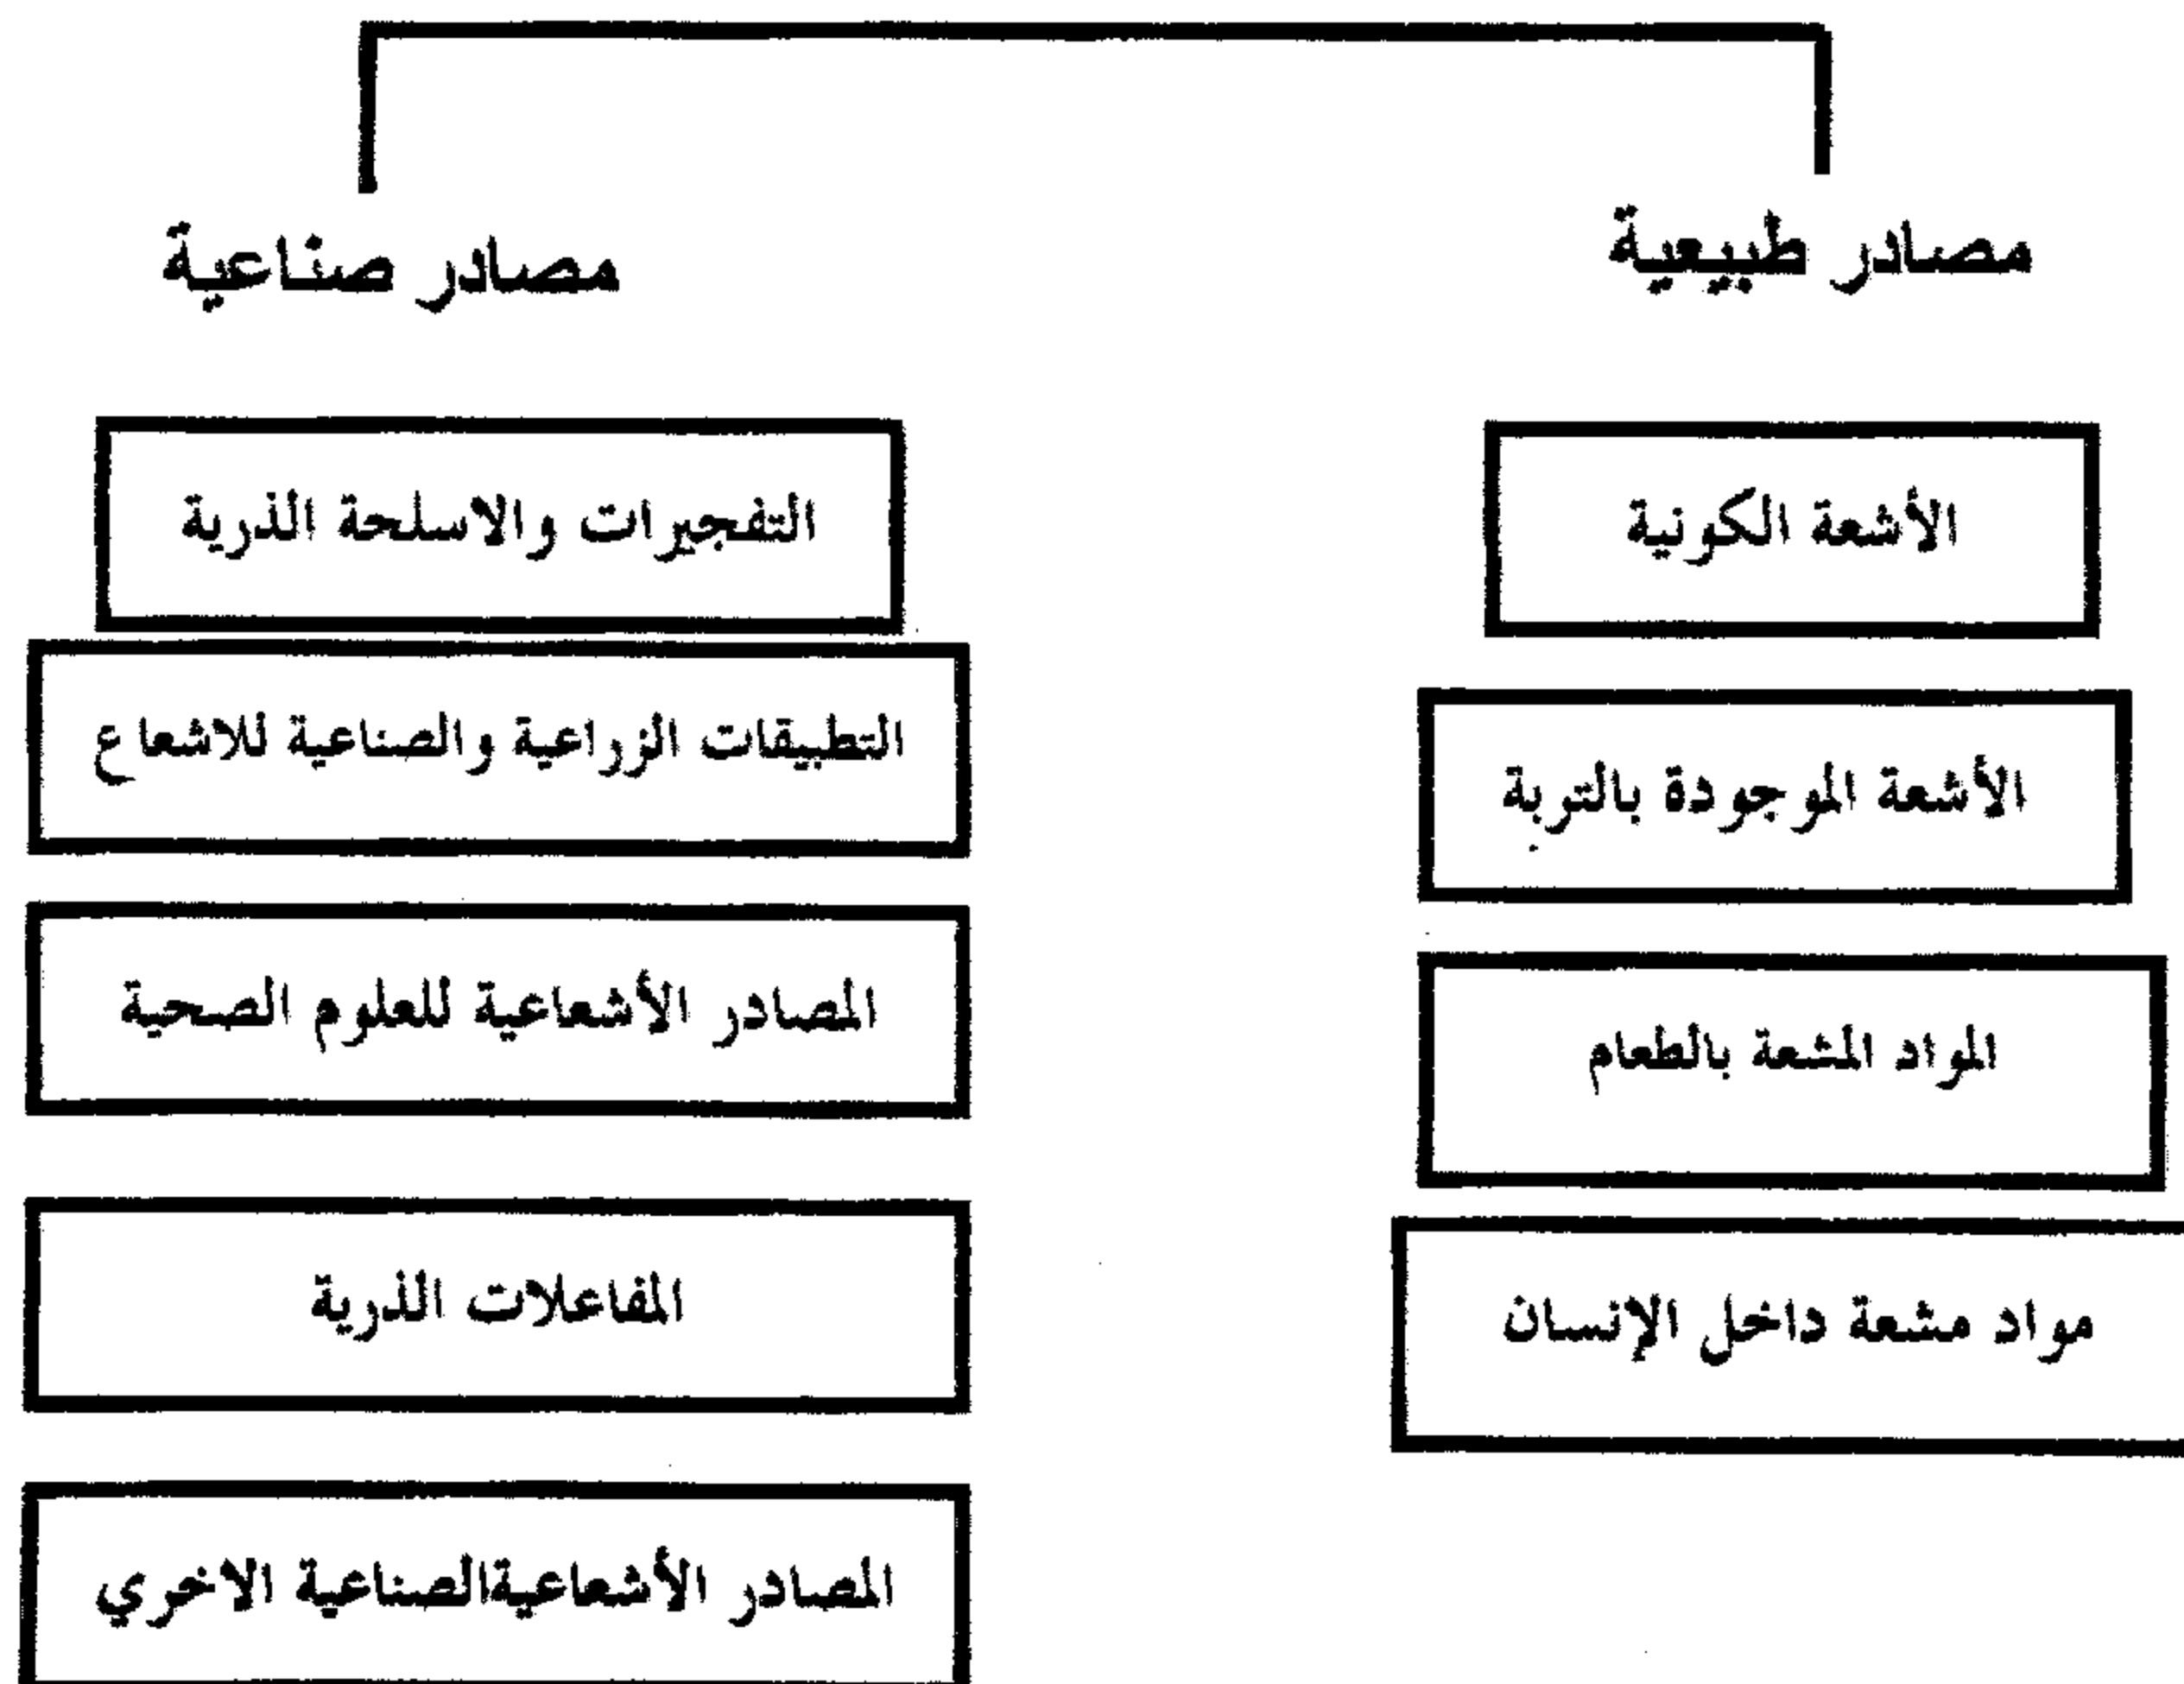 مصادر طبيعية
الأشعة الكونية
الأشعة الموجودة بالتربة
المواد المشعة بالطعام
مواد مشعة داخل الإنسان
مصادر صناعية
التفجيرات والاسلحة الذرية
التطبيقات الزراعية والصناعية للاشعاع
المصادر الأشعاعية للعلوم الصحية
المفاعلات الذرية
المصادر الأشعاعيةالصناعية الاخري